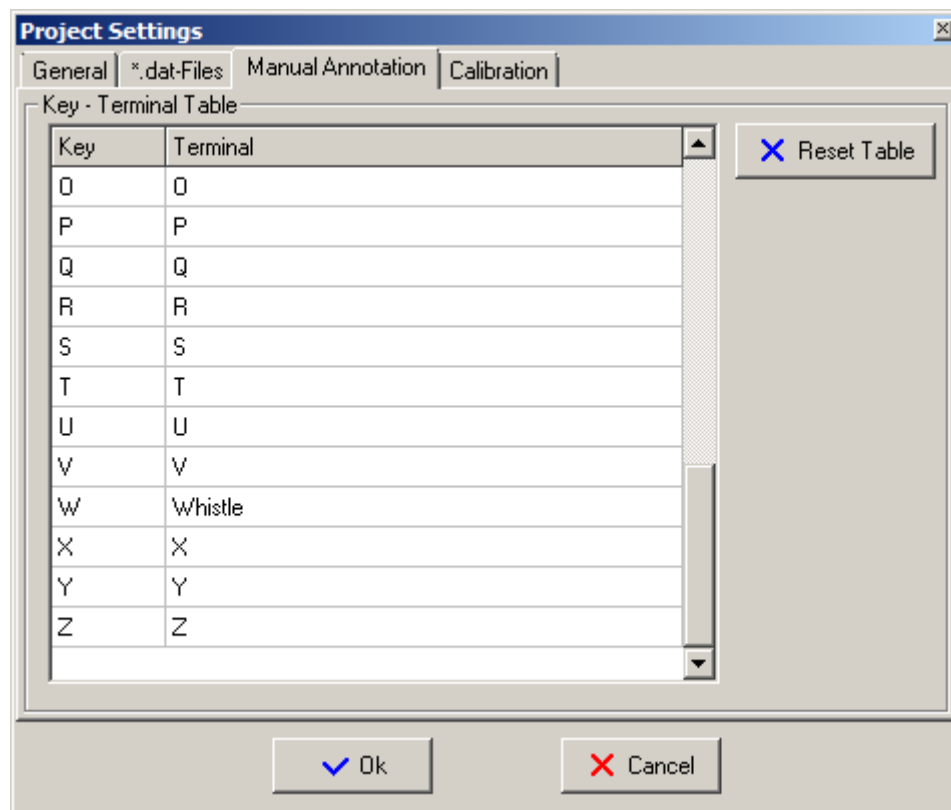 Project Settings
General *.dat-Files Manual Annotation Calibration
Key - Terminal Table
Key Terminal
O O
P P
Q Q
R R
S S
T T
U U
V V
W Whistle
X X
Y Y
Z Z
Reset Table
Ok Cancel